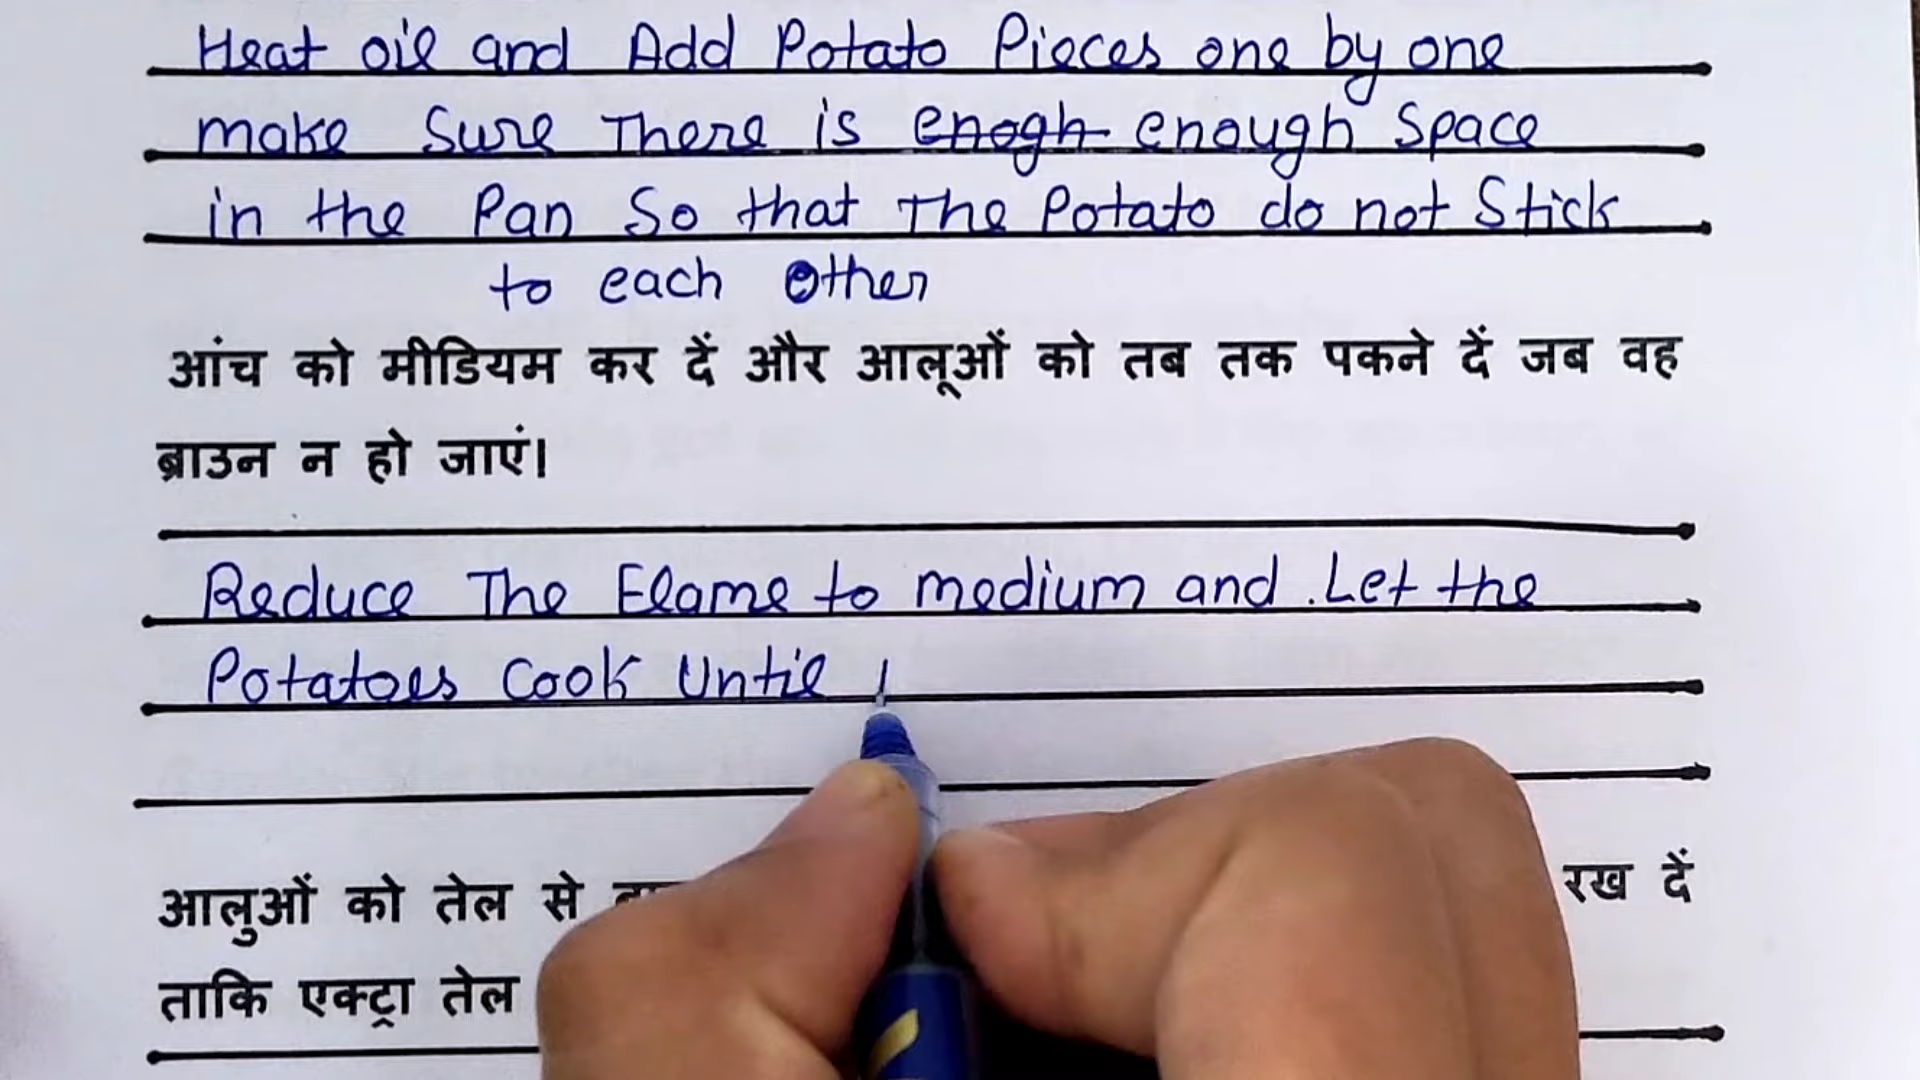 Heat oil and Add Potato Pieces one by one
make Sure There is enogh enough Space
in the Pan So that The Potato do not Stick
to each other
आंच को मीडियम कर दें और आलूओं को तब तक पकने दें जब वह
ब्राउन न हो जाएं।
Reduce The Flame to medium and . Let the
Potatoes Cook Until
आलुओं को तेल से रख दें
ताकि एक्ट्रा तेल